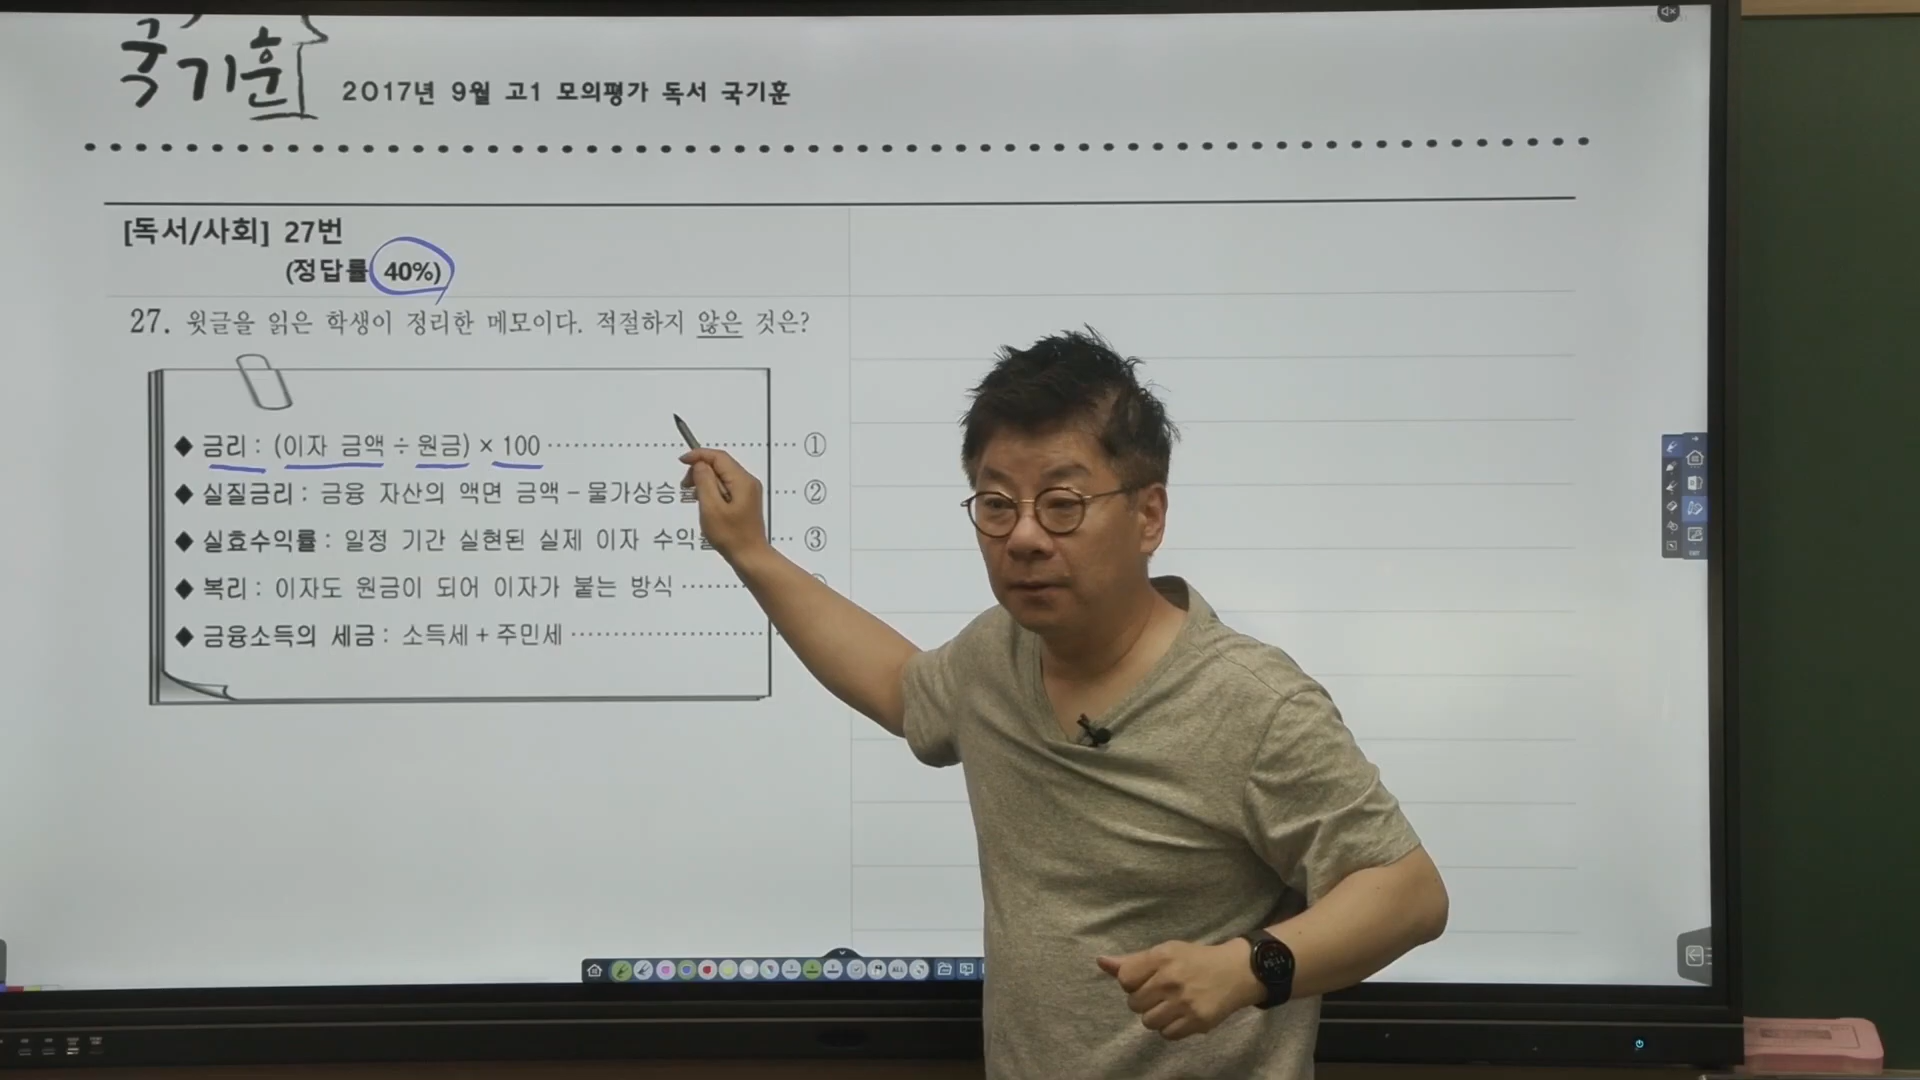 국기훈
2017년 9월 고1 모의평가 독서 국기훈
[독서/사회] 27번
(정답률 40%)
27. 윗글을 읽은 학생이 정리한 메모이다. 적절하지 않은 것은?
◆ 금리 : (이자 금액 ÷ 원금) × 100 ①
◆ 실질금리 : 금융 자산의 액면 금액 - 물가상승률 ②
◆ 실효수익률 : 일정 기간 실현된 실제 이자 수익률 ③
◆ 복리 : 이자도 원금이 되어 이자가 붙는 방식
◆ 금융소득의 세금 : 소득세 + 주민세